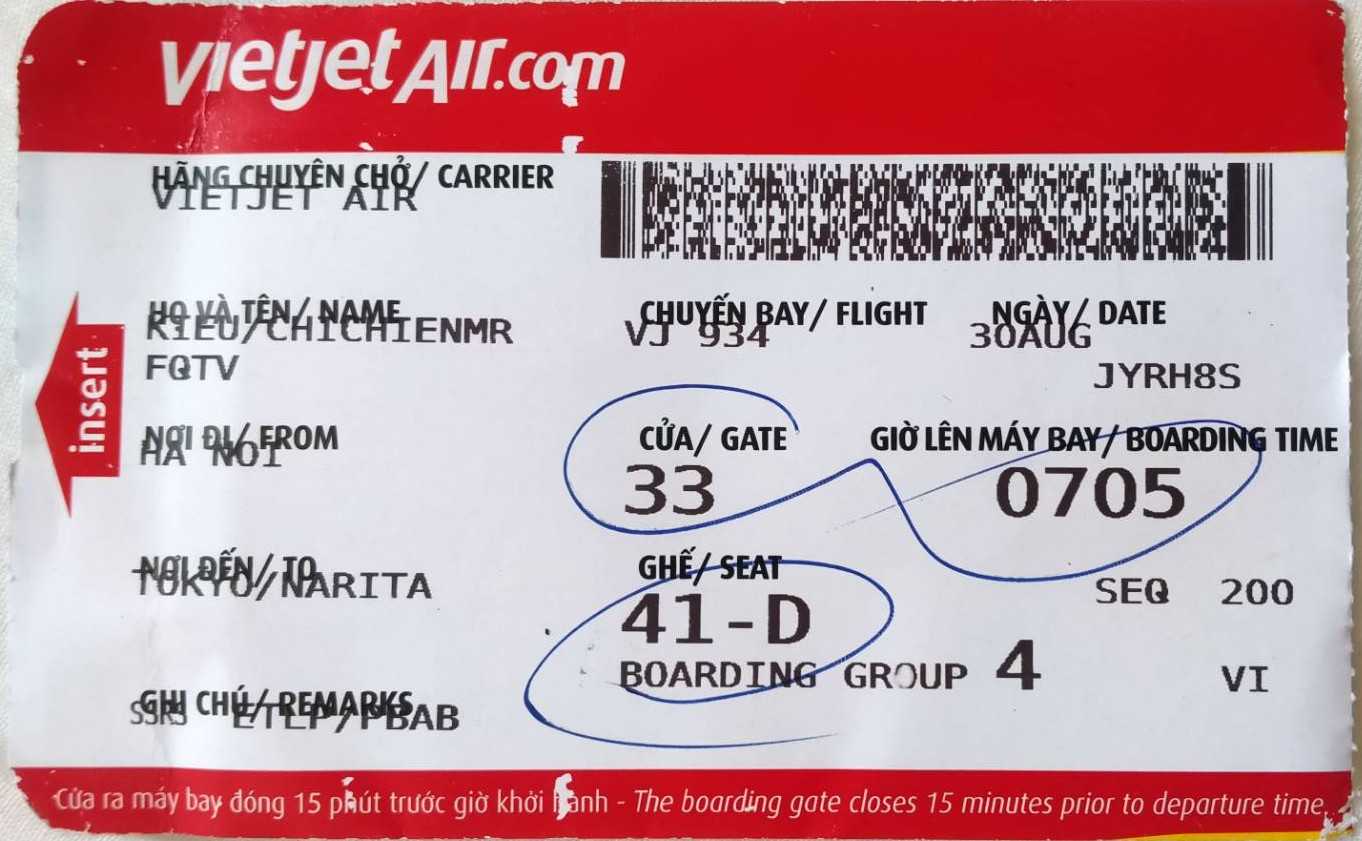 vietjetAir.com
HÃNG CHUYÊN CHỞ/ CARRIER
VIETJET AIR
HỌ VÀ TÊN/ NAME
KIEU/CHICHIENMR
FQTV
CHUYẾN BAY/ FLIGHT
VJ 934
NGÀY/ DATE
30AUG
JYRH8S
insert
NƠI ĐI/ FROM
HA NOI
CỬA/ GATE
33
GIỜ LÊN MÁY BAY/ BOARDING TIME
0705
NƠI ĐẾN/ TO
TOKYO/NARITA
GHẾ/ SEAT
41-D
SEQ 200
BOARDING GROUP 4
VI
GHI CHÚ/ REMARKS
SSRS ETLP/PBAB
Cửa ra máy bay đóng 15 phút trước giờ khởi hành - The boarding gate closes 15 minutes prior to departure time.